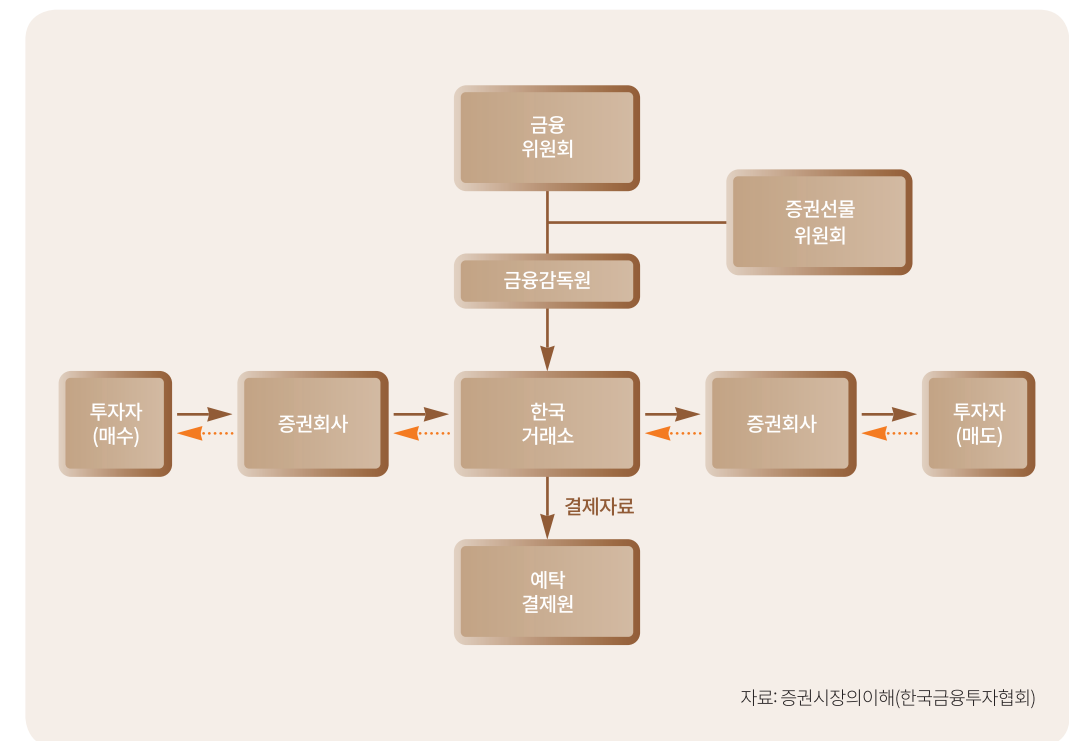 금융
위원회
증권선물
위원회
금융감독원
투자자
(매수)
증권회사
한국
거래소
증권회사
투자자
(매도)
결제자료
예탁
결제원
자료: 증권시장의이해(한국금융투자협회)